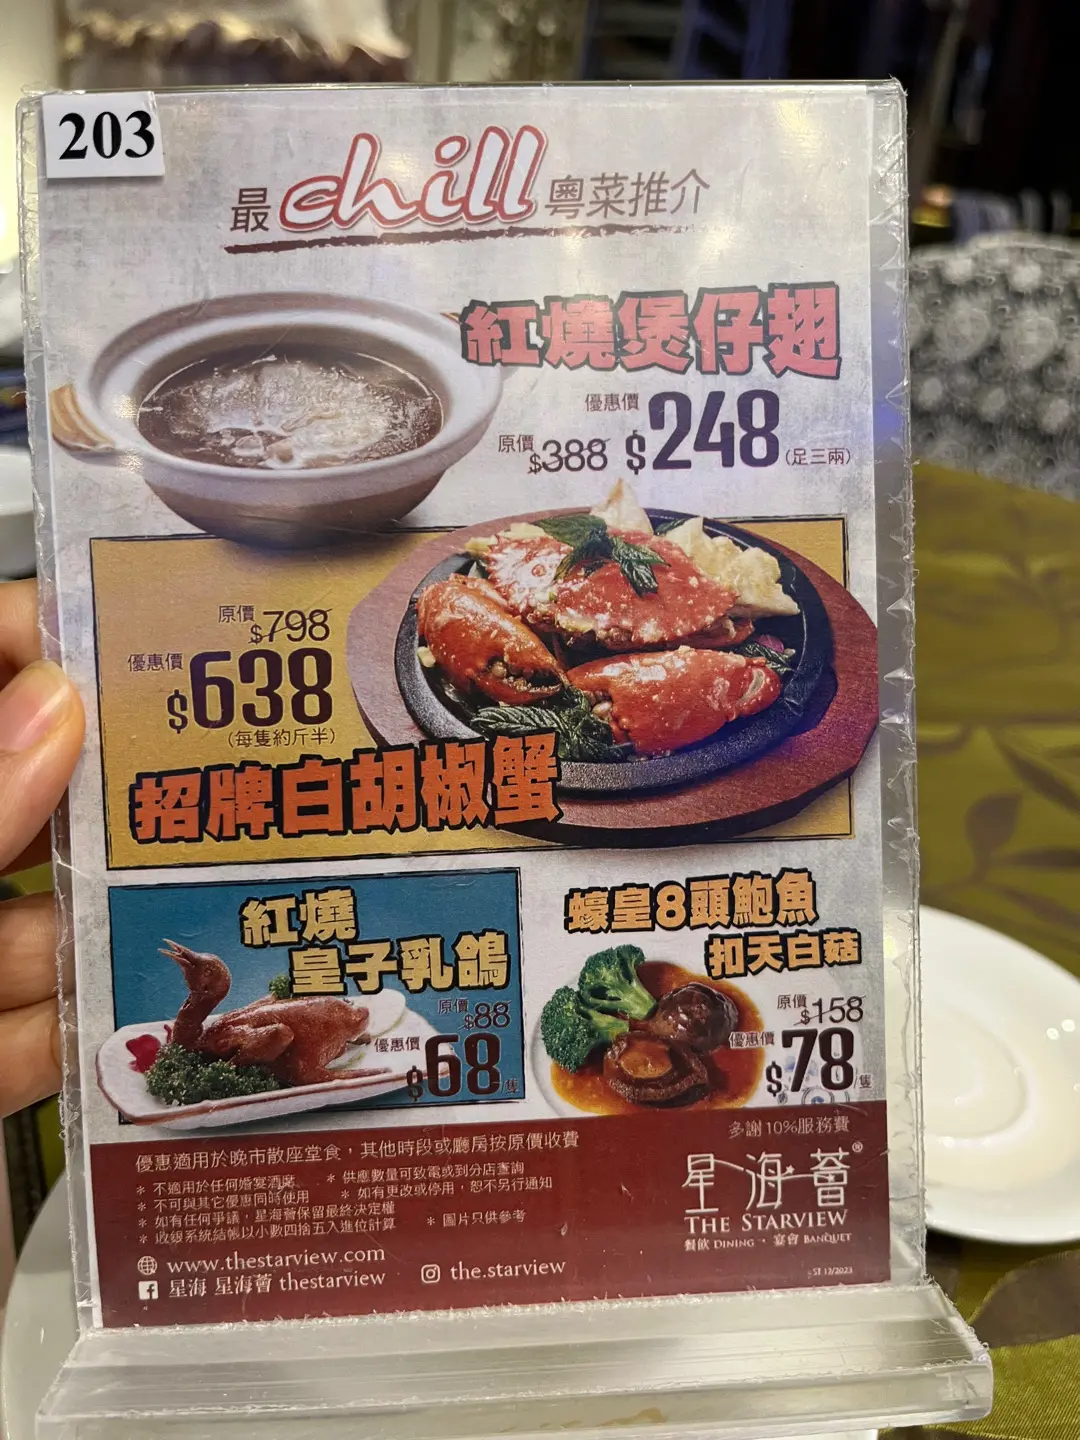 203
最chill粵菜推介
紅燒煲仔翅
優惠價
原價 $388 $248 (足三兩)
原價 $798
優惠價
$638
(每隻約斤半)
招牌白胡椒蟹
紅燒
皇子乳鴿
原價 $88
優惠價
$68/隻
蠔皇8頭鮑魚
扣天白菇
原價 $158
優惠價
$78/隻
多謝10%服務費
優惠適用於晚市散座堂食，其他時段或廳房按原價收費
* 不適用於任何婚宴酒席 * 供應數量可致電或到分店查詢
* 不可與其它優惠同時使用 * 如有更改或停用，恕不另行通知
* 如有任何爭議，星海薈保留最終決定權
* 收銀系統結帳以小數四捨五入進位計算 * 圖片只供參考
www.thestarview.com
星海 星海薈 thestarview the.starview
星海薈®
THE STARVIEW
餐飲 DINING · 宴會 BANQUET
ST 12/2023